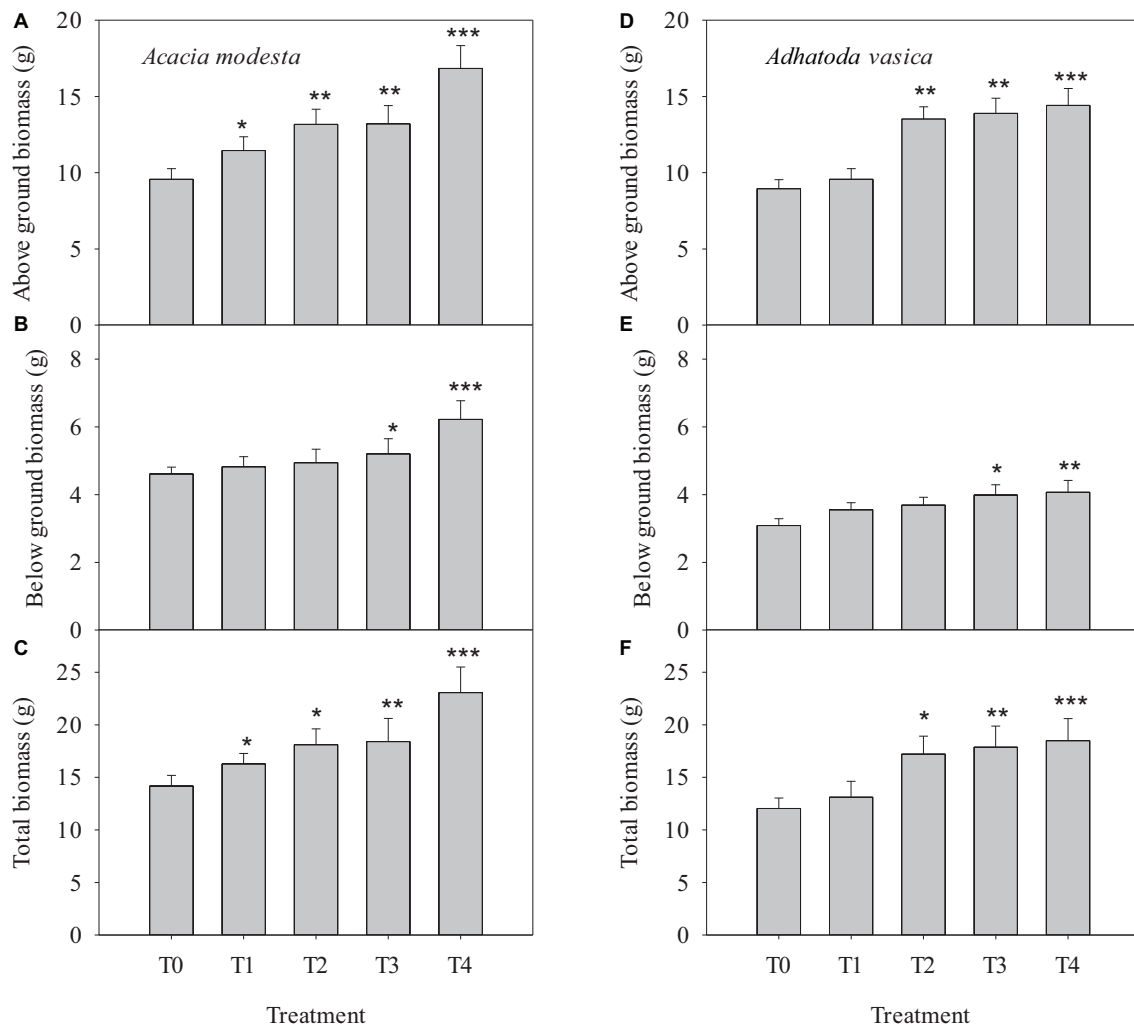 A
Above ground biomass (g)
20
15
10
5
0
Acacia modesta
*
**
**
***
B
Below ground biomass (g)
8
6
4
2
0
*
***
C
Total biomass (g)
25
20
15
10
5
0
*
*
**
***
T0 T1 T2 T3 T4
Treatment
D
Above ground biomass (g)
20
15
10
5
0
Adhatoda vasica
**
**
***
E
Below ground biomass (g)
8
6
4
2
0
*
**
F
Total biomass (g)
25
20
15
10
5
0
*
**
***
T0 T1 T2 T3 T4
Treatment